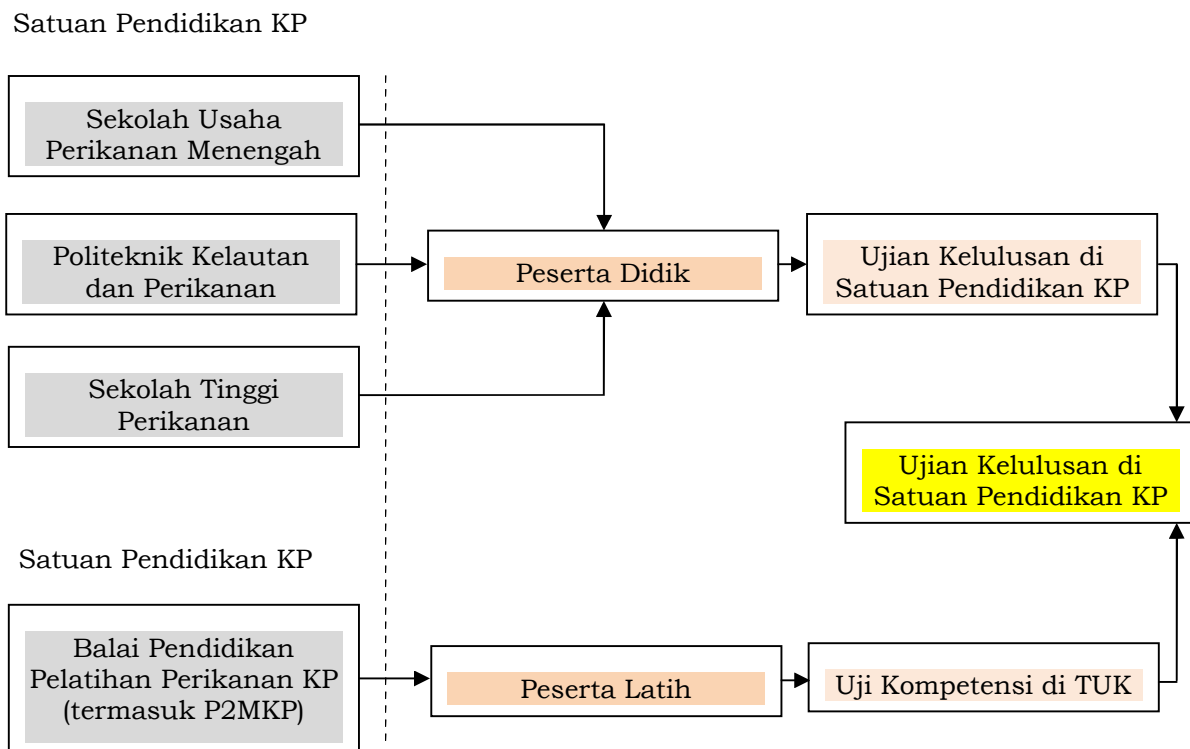 Satuan Pendidikan KP
Sekolah Usaha
Perikanan Menengah
Politeknik Kelautan
dan Perikanan
Peserta Didik
Ujian Kelulusan di
Satuan Pendidikan KP
Sekolah Tinggi
Perikanan
Ujian Kelulusan di
Satuan Pendidikan KP
Satuan Pendidikan KP
Balai Pendidikan
Pelatihan Perikanan KP
(termasuk P2MKP)
Peserta Latih
Uji Kompetensi di TUK